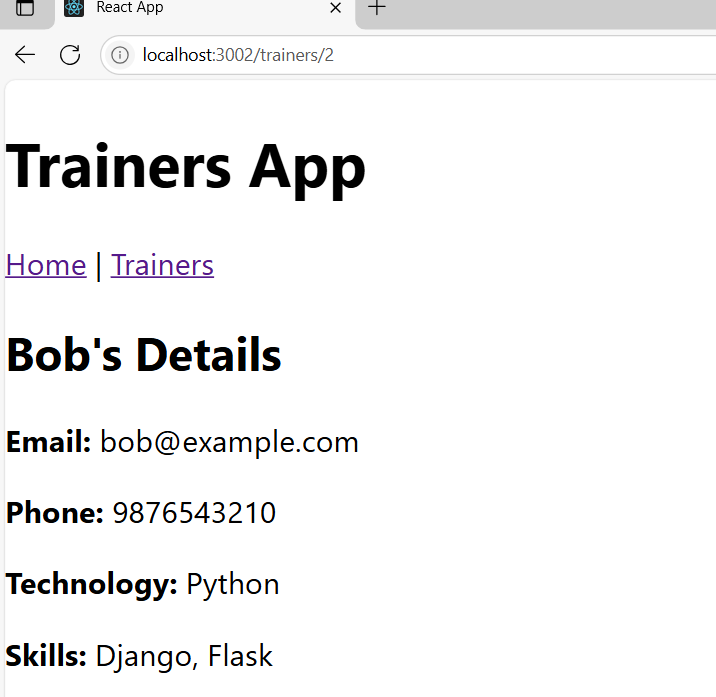 React App
localhost:3002/trainers/2
Trainers App
Home | Trainers
Bob's Details
Email: bob@example.com
Phone: 9876543210
Technology: Python
Skills: Django, Flask